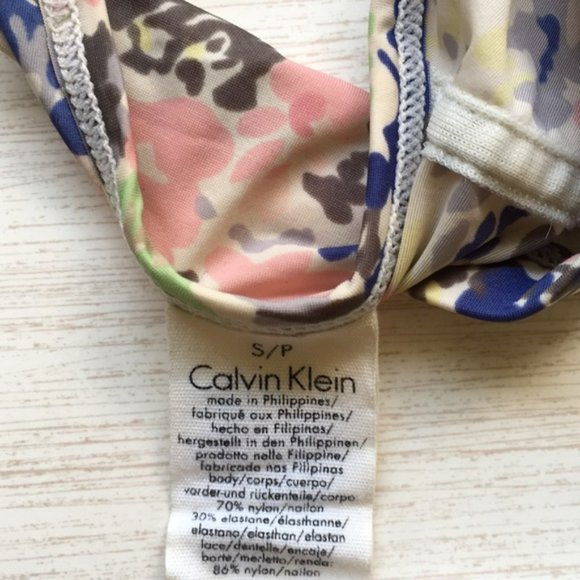 S/P
Calvin Klein
made in Philippines/
fabriqué aux Philippines/
hecho en Filipinas/
hergestellt in den Philippinen/
prodotto nelle Filippine/
fabricada nas Filipinas
body/corps/cuerpo/
vorder-und rückenteile/corpo
70% nylon/nailon
30% elastane/élasthanne/
elastano/elasthan/elastan
lace/dentelle/encaje/
borte/merletto/renda:
86% nylon/nailon